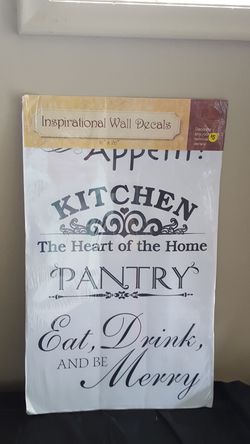 Inspirational Wall Decals
Appetit!
KITCHEN
The Heart of the Home
PANTRY
Eat, Drink,
AND BE
Merry